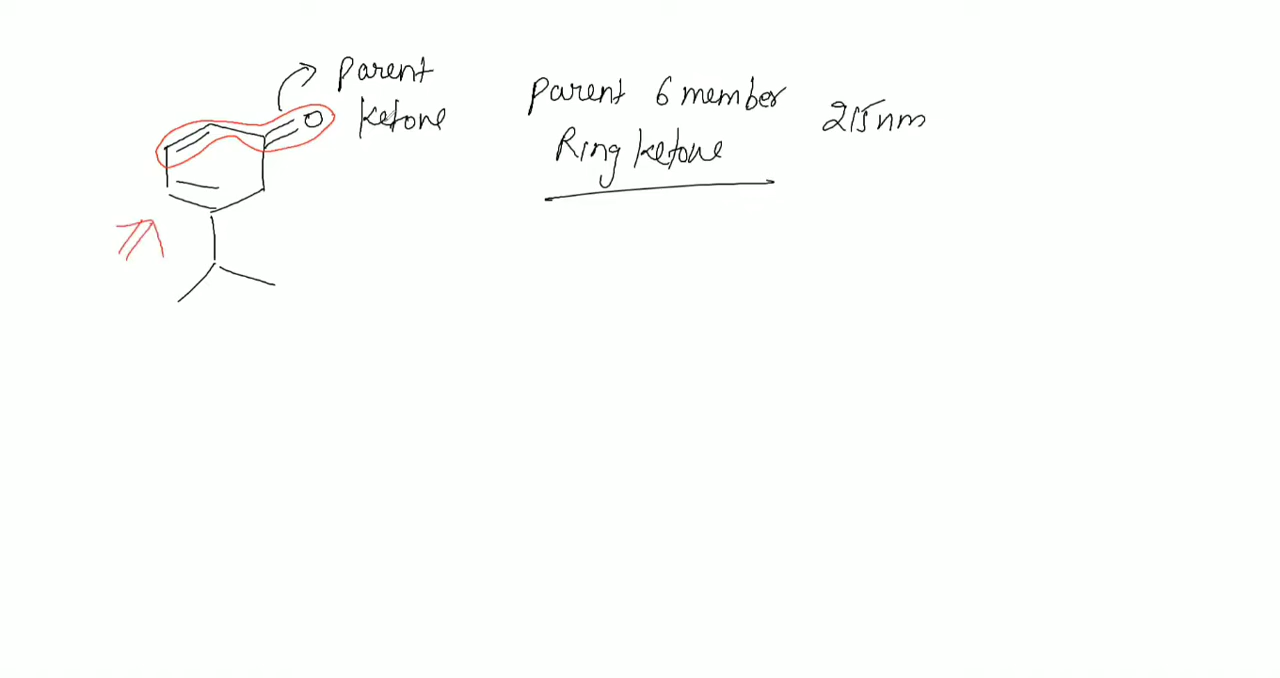 Parent
ketone
O
Parent 6 member
Ring ketone
215nm